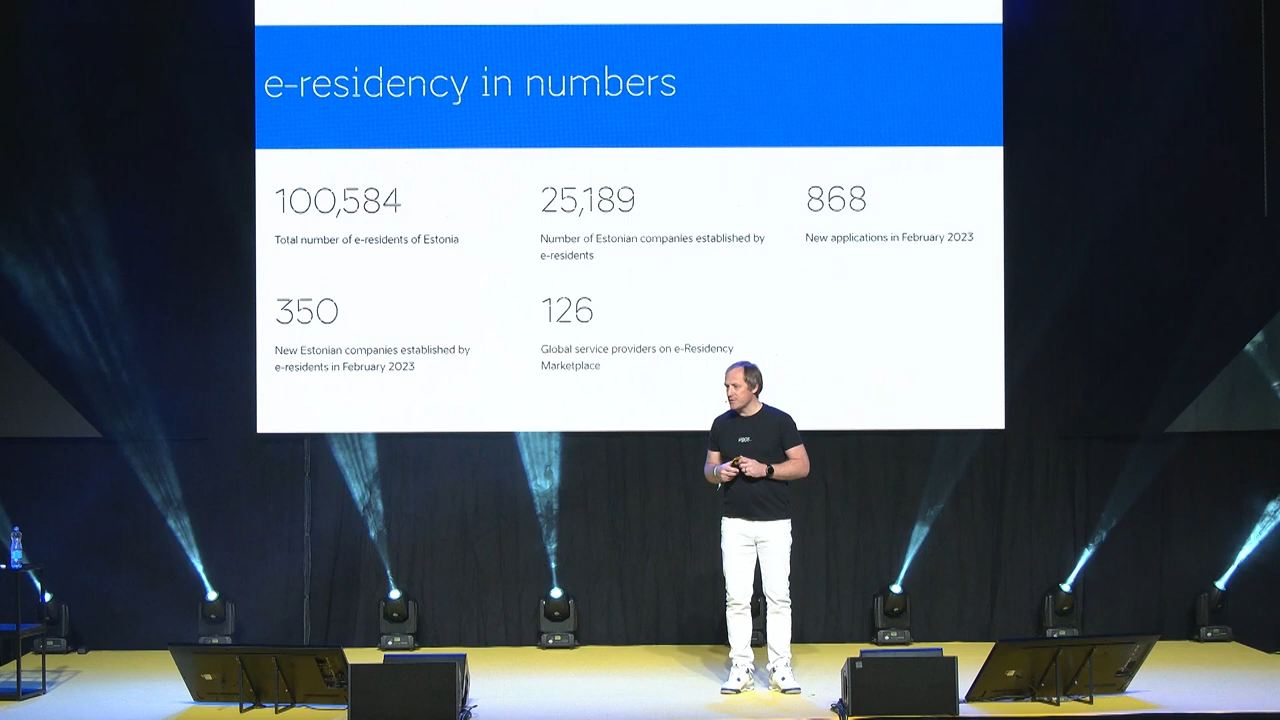 e-residency in numbers
100,584
Total number of e-residents of Estonia
25,189
Number of Estonian companies established by
e-residents
868
New applications in February 2023
350
New Estonian companies established by
e-residents in February 2023
126
Global service providers on e-Residency
Marketplace